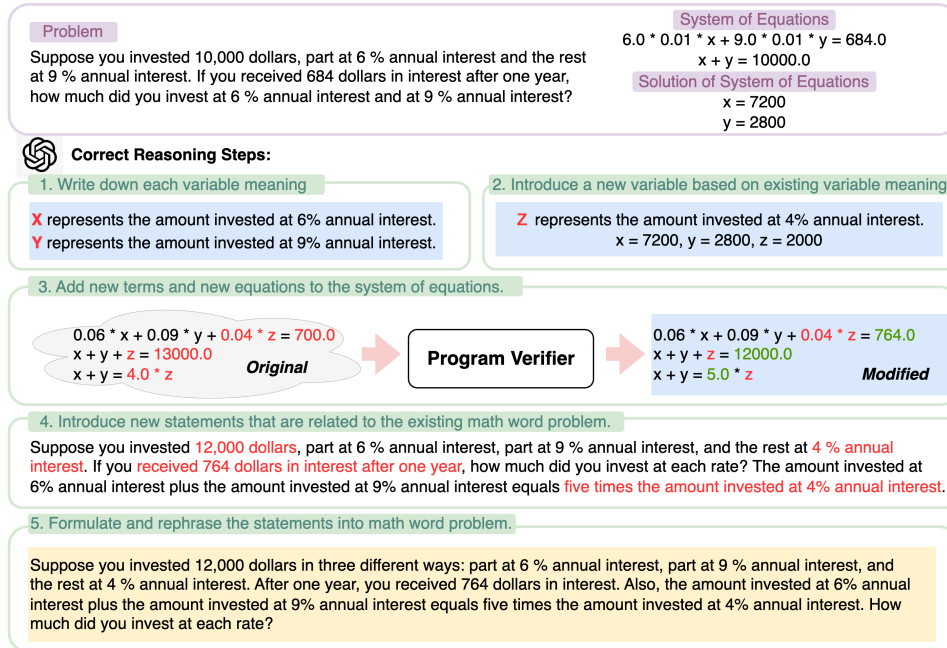 Problem
Suppose you invested 10,000 dollars, part at 6 % annual interest and the rest
at 9 % annual interest. If you received 684 dollars in interest after one year,
how much did you invest at 6 % annual interest and at 9 % annual interest?
System of Equations
6.0 * 0.01 * x + 9.0 * 0.01 * y = 684.0
x + y = 10000.0
Solution of System of Equations
x = 7200
y = 2800
Correct Reasoning Steps:
1. Write down each variable meaning
X represents the amount invested at 6% annual interest.
Y represents the amount invested at 9% annual interest.
2. Introduce a new variable based on existing variable meaning
Z represents the amount invested at 4% annual interest.
x = 7200, y = 2800, z = 2000
3. Add new terms and new equations to the system of equations.
0.06 * x + 0.09 * y + 0.04 * z = 700.0
x + y + z = 13000.0
x + y = 4.0 * z
Original
Program Verifier
0.06 * x + 0.09 * y + 0.04 * z = 764.0
x + y + z = 12000.0
x + y = 5.0 * z
Modified
4. Introduce new statements that are related to the existing math word problem.
Suppose you invested 12,000 dollars, part at 6 % annual interest, part at 9 % annual interest, and the rest at 4 % annual
interest. If you received 764 dollars in interest after one year, how much did you invest at each rate? The amount invested at
6% annual interest plus the amount invested at 9% annual interest equals five times the amount invested at 4% annual interest.
5. Formulate and rephrase the statements into math word problem.
Suppose you invested 12,000 dollars in three different ways: part at 6 % annual interest, part at 9 % annual interest, and
the rest at 4 % annual interest. After one year, you received 764 dollars in interest. Also, the amount invested at 6% annual
interest plus the amount invested at 9% annual interest equals five times the amount invested at 4% annual interest. How
much did you invest at each rate?